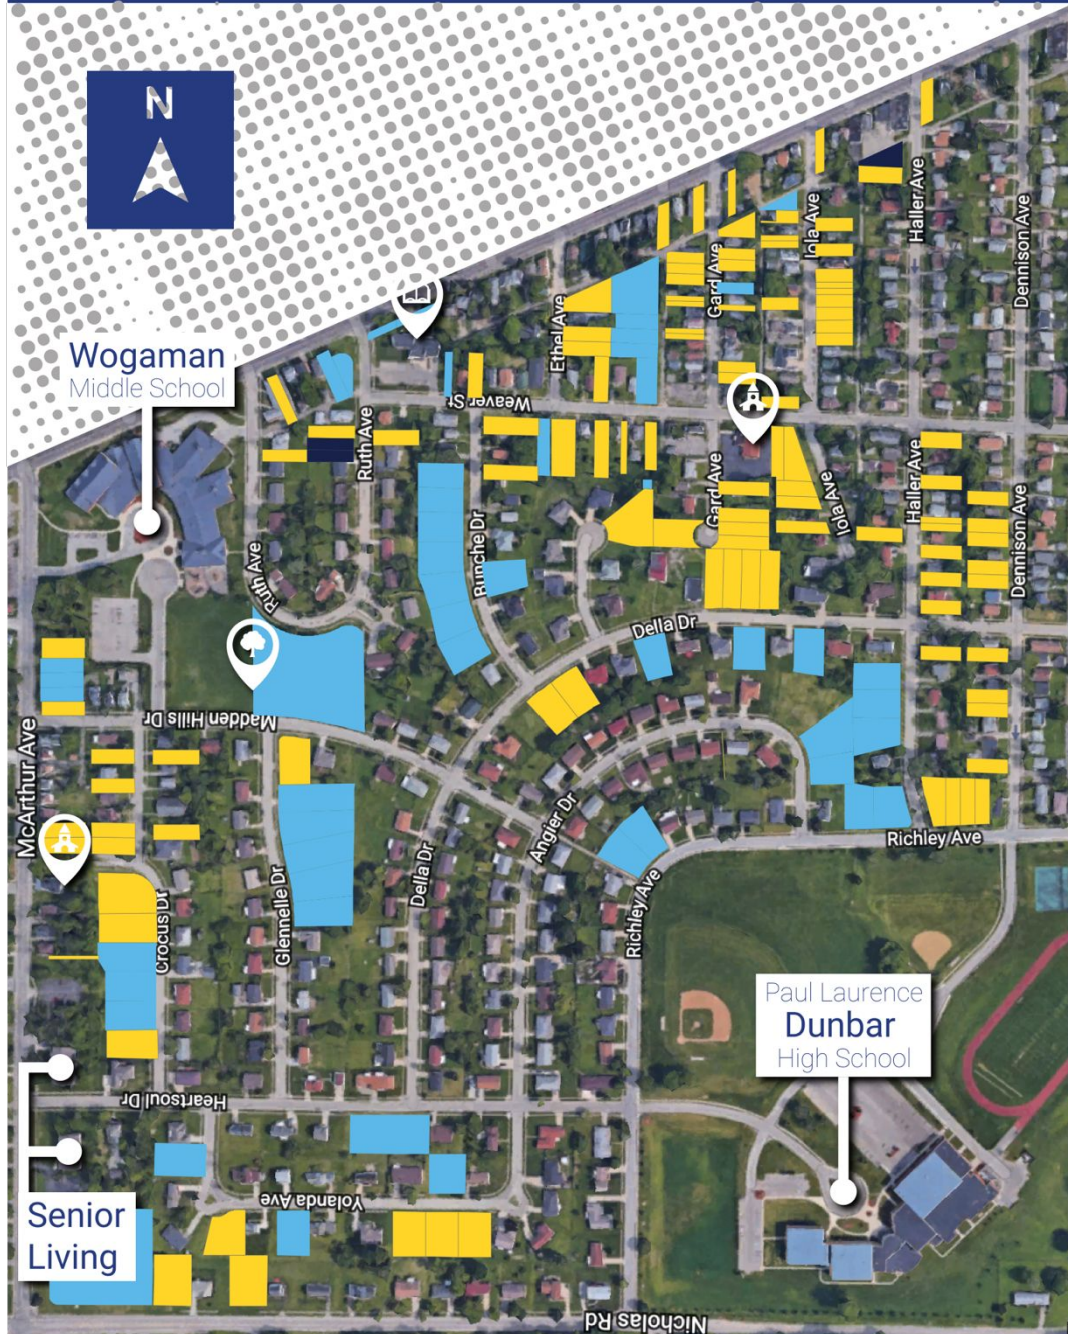 N
Wogaman
Middle School
Ethel Ave
Gard Ave
Iola Ave
Haller Ave
Dennison Ave
Weaver St
Ruth Ave
Ruth Ave
Bunche Dr
Gard Ave
Iola Ave
Haller Ave
Dennison Ave
Della Dr
Madden Hills Dr
McArthur Ave
Angier Dr
Richley Ave
Della Dr
Glennelle Dr
Crocus Dr
Richley Ave
Paul Laurence
Dunbar
High School
Heartsoul Dr
Yolanda Ave
Senior
Living
Nicholas Rd